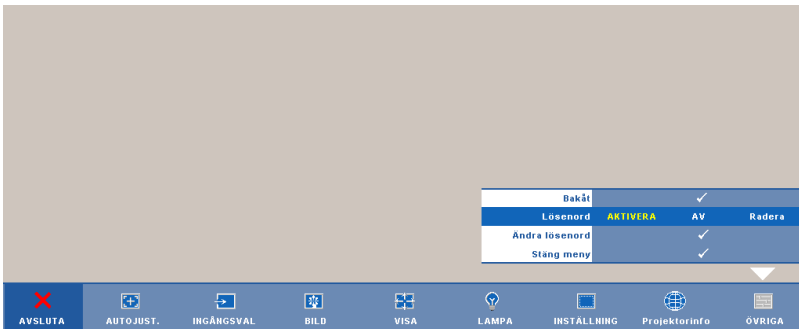 Bakåt
Lösenord AKTIVERA AV Radera
Ändra lösenord
Stäng meny
AVSLUTA AUTOJUST. INGÅNGSVAL BILD VISA LAMPA INSTÄLLNING Projektorinfo ÖVRIGA